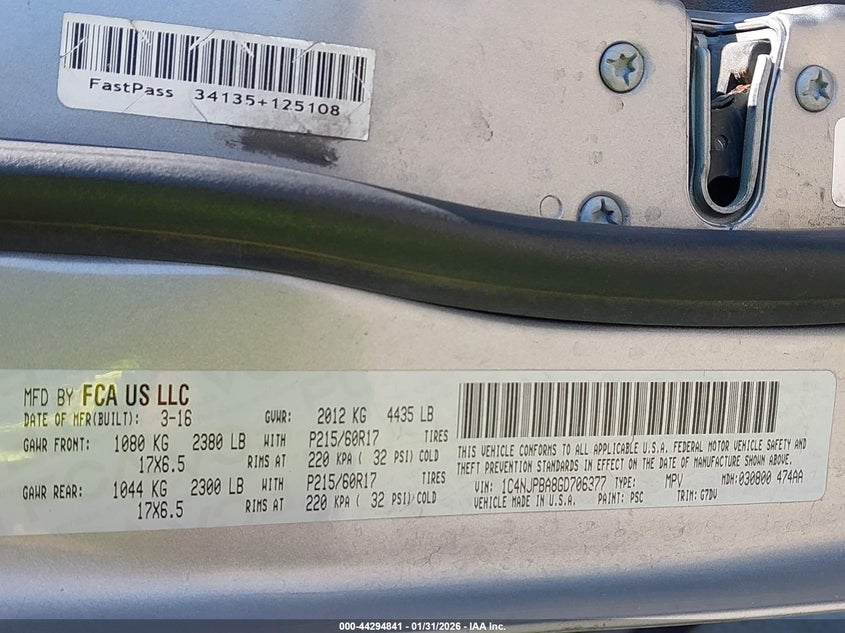 FastPass 34135+125108
MFD BY FCA US LLC
DATE OF MFR(BUILT): 3-16 GVWR: 2012 KG 4435 LB
GAWR FRONT: 1080 KG 2380 LB WITH P215/60R17 TIRES
17X6.5 RIMS AT 220 KPA ( 32 PSI) COLD
GAWR REAR: 1044 KG 2300 LB WITH P215/60R17 TIRES
17X6.5 RIMS AT 220 KPA ( 32 PSI) COLD
THIS VEHICLE CONFORMS TO ALL APPLICABLE U.S.A. FEDERAL MOTOR VEHICLE SAFETY AND
THEFT PREVENTION STANDARDS IN EFFECT ON THE DATE OF MANUFACTURE SHOWN ABOVE.
VIN: 1C4NJPBA8GD706377 TYPE: MPV MDH: 030800 474AA
VEHICLE MADE IN U.S.A. PAINT: PSC TRIM: G7DV
000-44294841 - 01/31/2026 - IAA Inc.